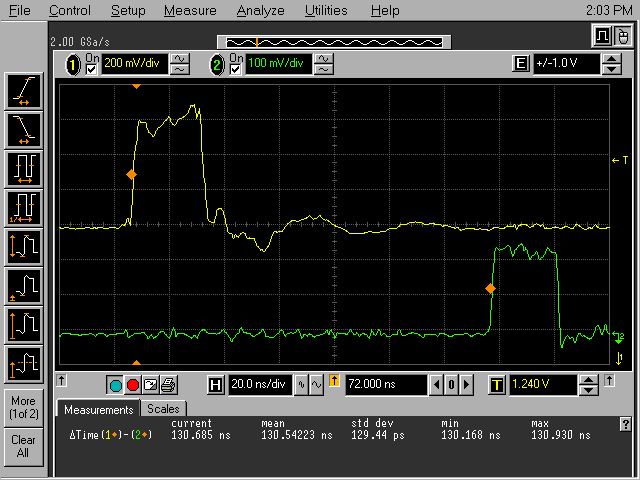 File Setup Measure Analyze Utilities Help 2:03 PM
2.00 GSa/s
1 On 200 mV/div 2 On 100 mV/div E +/-1.0 V
T
1/
2
1
H 20.0 ns/div 72.000 ns 0 T 1.240 V
More
(1of 2)
Clear
All
Measurements Scales
?
current mean std dev min max
ΔTime(1)-(2) 130.685 ns 130.54223 ns 129.44 ps 130.168 ns 130.930 ns